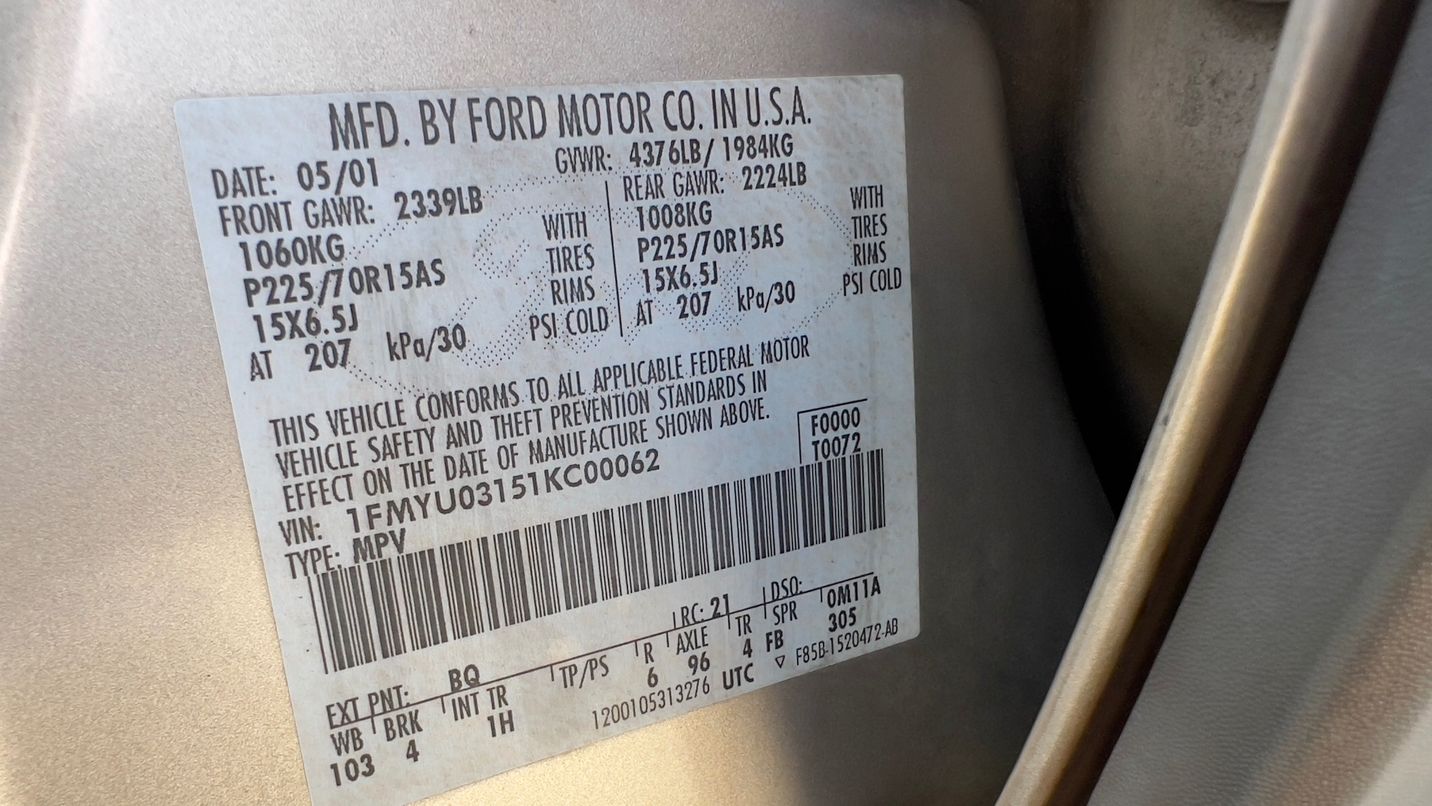 MFD. BY FORD MOTOR CO. IN U.S.A.
DATE: 05/01 GVWR: 4376LB/ 1984KG
FRONT GAWR: 2339LB REAR GAWR: 2224LB
1060KG WITH 1008KG WITH
P225/70R15AS TIRES P225/70R15AS TIRES
15X6.5J RIMS 15X6.5J RIMS
AT 207 kPa/30 PSI COLD AT 207 kPa/30 PSI COLD
THIS VEHICLE CONFORMS TO ALL APPLICABLE FEDERAL MOTOR
VEHICLE SAFETY AND THEFT PREVENTION STANDARDS IN
EFFECT ON THE DATE OF MANUFACTURE SHOWN ABOVE.
F0000
T0072
VIN: 1FMYU03151KC00062
TYPE: MPV
EXT PNT: BQ RC: 21 DSO:
WB BRK INT TR TP/PS R AXLE TR SPR 0M11A
103 4 1H 6 96 4 FB 305
1200105313276 UTC ▽ F85B-1520472-AB